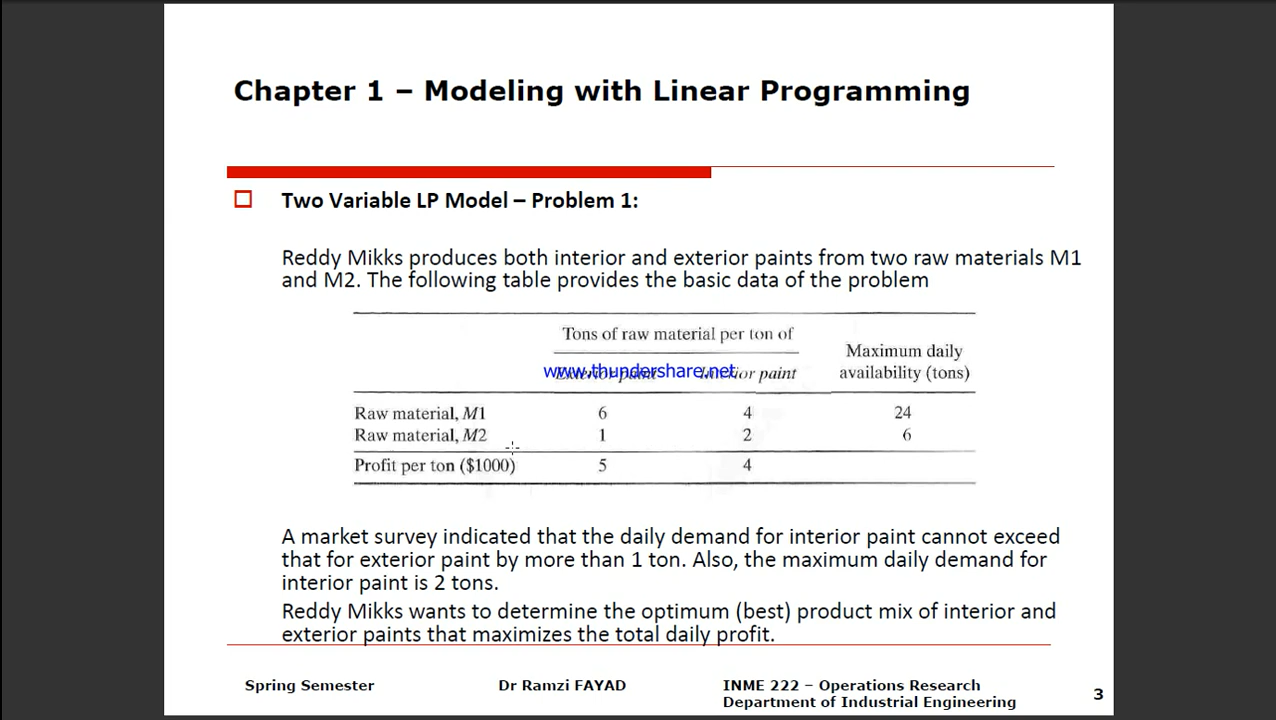 Chapter 1 – Modeling with Linear Programming
Two Variable LP Model – Problem 1:
Reddy Mikks produces both interior and exterior paints from two raw materials M1
and M2. The following table provides the basic data of the problem
Tons of raw material per ton of
Maximum daily
www.thundershare.net
Exterior paint Interior paint availability (tons)
Raw material, M1 6 4 24
Raw material, M2 1 2 6
Profit per ton ($1000) 5 4
A market survey indicated that the daily demand for interior paint cannot exceed
that for exterior paint by more than 1 ton. Also, the maximum daily demand for
interior paint is 2 tons.
Reddy Mikks wants to determine the optimum (best) product mix of interior and
exterior paints that maximizes the total daily profit.
Spring Semester Dr Ramzi FAYAD INME 222 – Operations Research
Department of Industrial Engineering
3